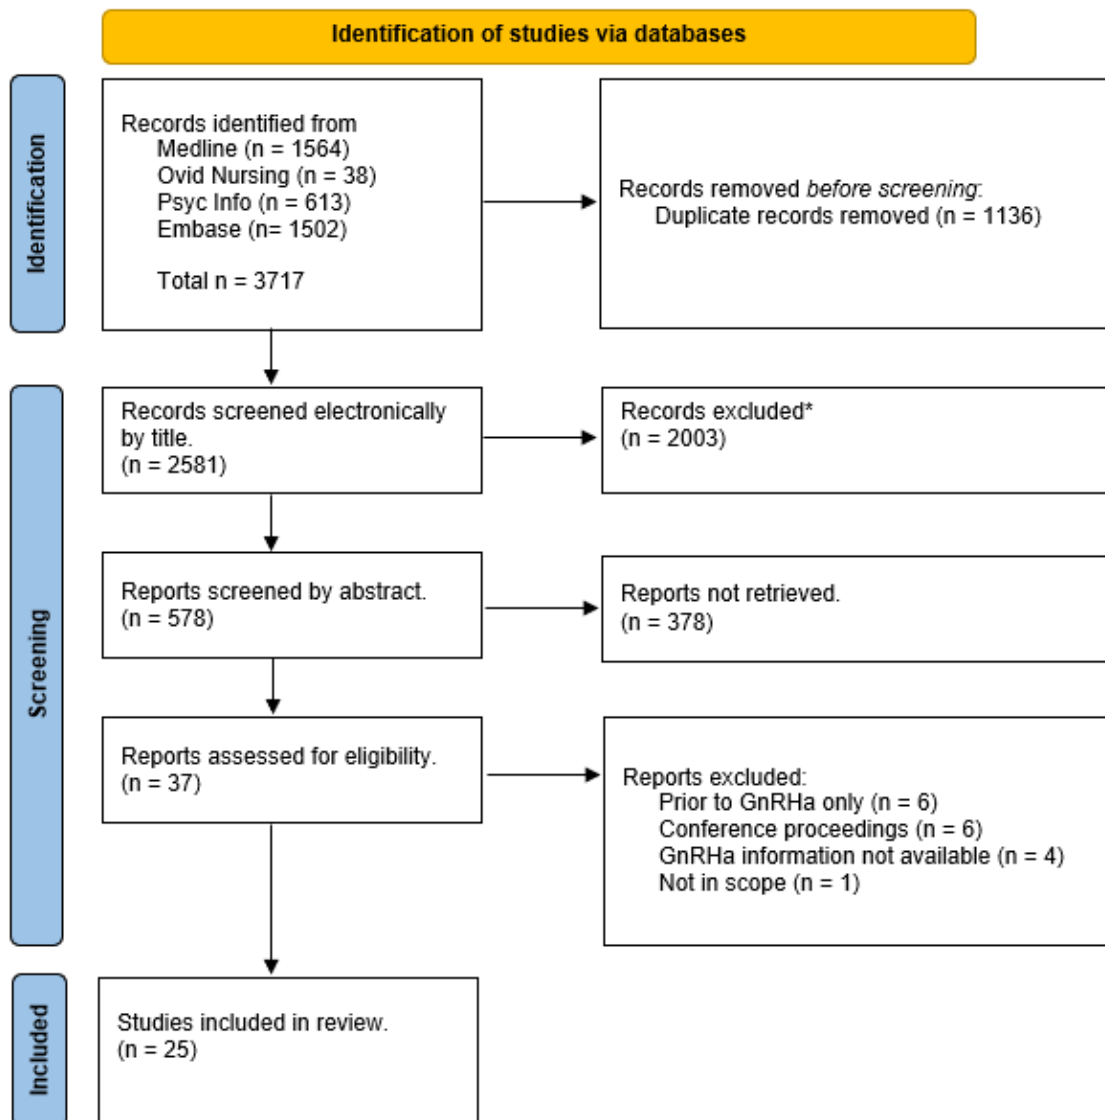 Identification of studies via databases
Identification
Records identified from
Medline (n = 1564)
Ovid Nursing (n = 38)
Psyc Info (n = 613)
Embase (n= 1502)
Total n = 3717
Records removed before screening:
Duplicate records removed (n = 1136)
Screening
Records screened electronically
by title.
(n = 2581)
Records excluded*
(n = 2003)
Reports screened by abstract.
(n = 578)
Reports not retrieved.
(n = 378)
Reports assessed for eligibility.
(n = 37)
Reports excluded:
Prior to GnRHa only (n = 6)
Conference proceedings (n = 6)
GnRHa information not available (n = 4)
Not in scope (n = 1)
Included
Studies included in review.
(n = 25)